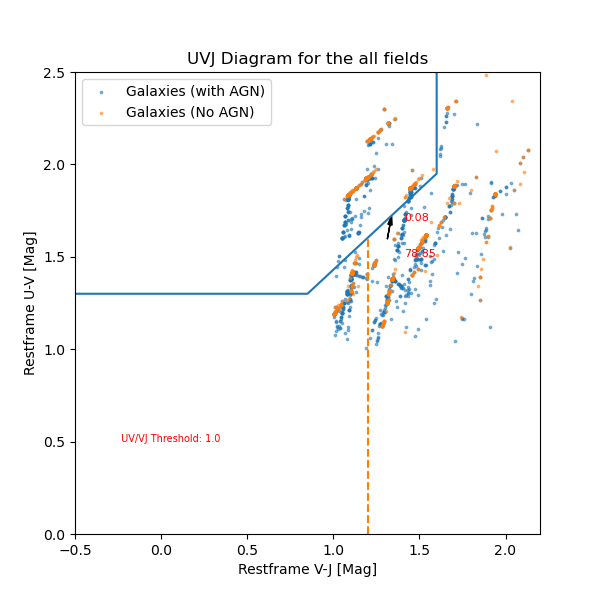 UVJ Diagram for the all fields
Galaxies (with AGN)
Galaxies (No AGN)
2.5
2.0
1.5
1.0
0.5
0.0
Restframe U-V [Mag]
0:08
78:85
UV/VJ Threshold: 1.0
−0.5
0.0
0.5
1.0
1.5
2.0
Restframe V-J [Mag]